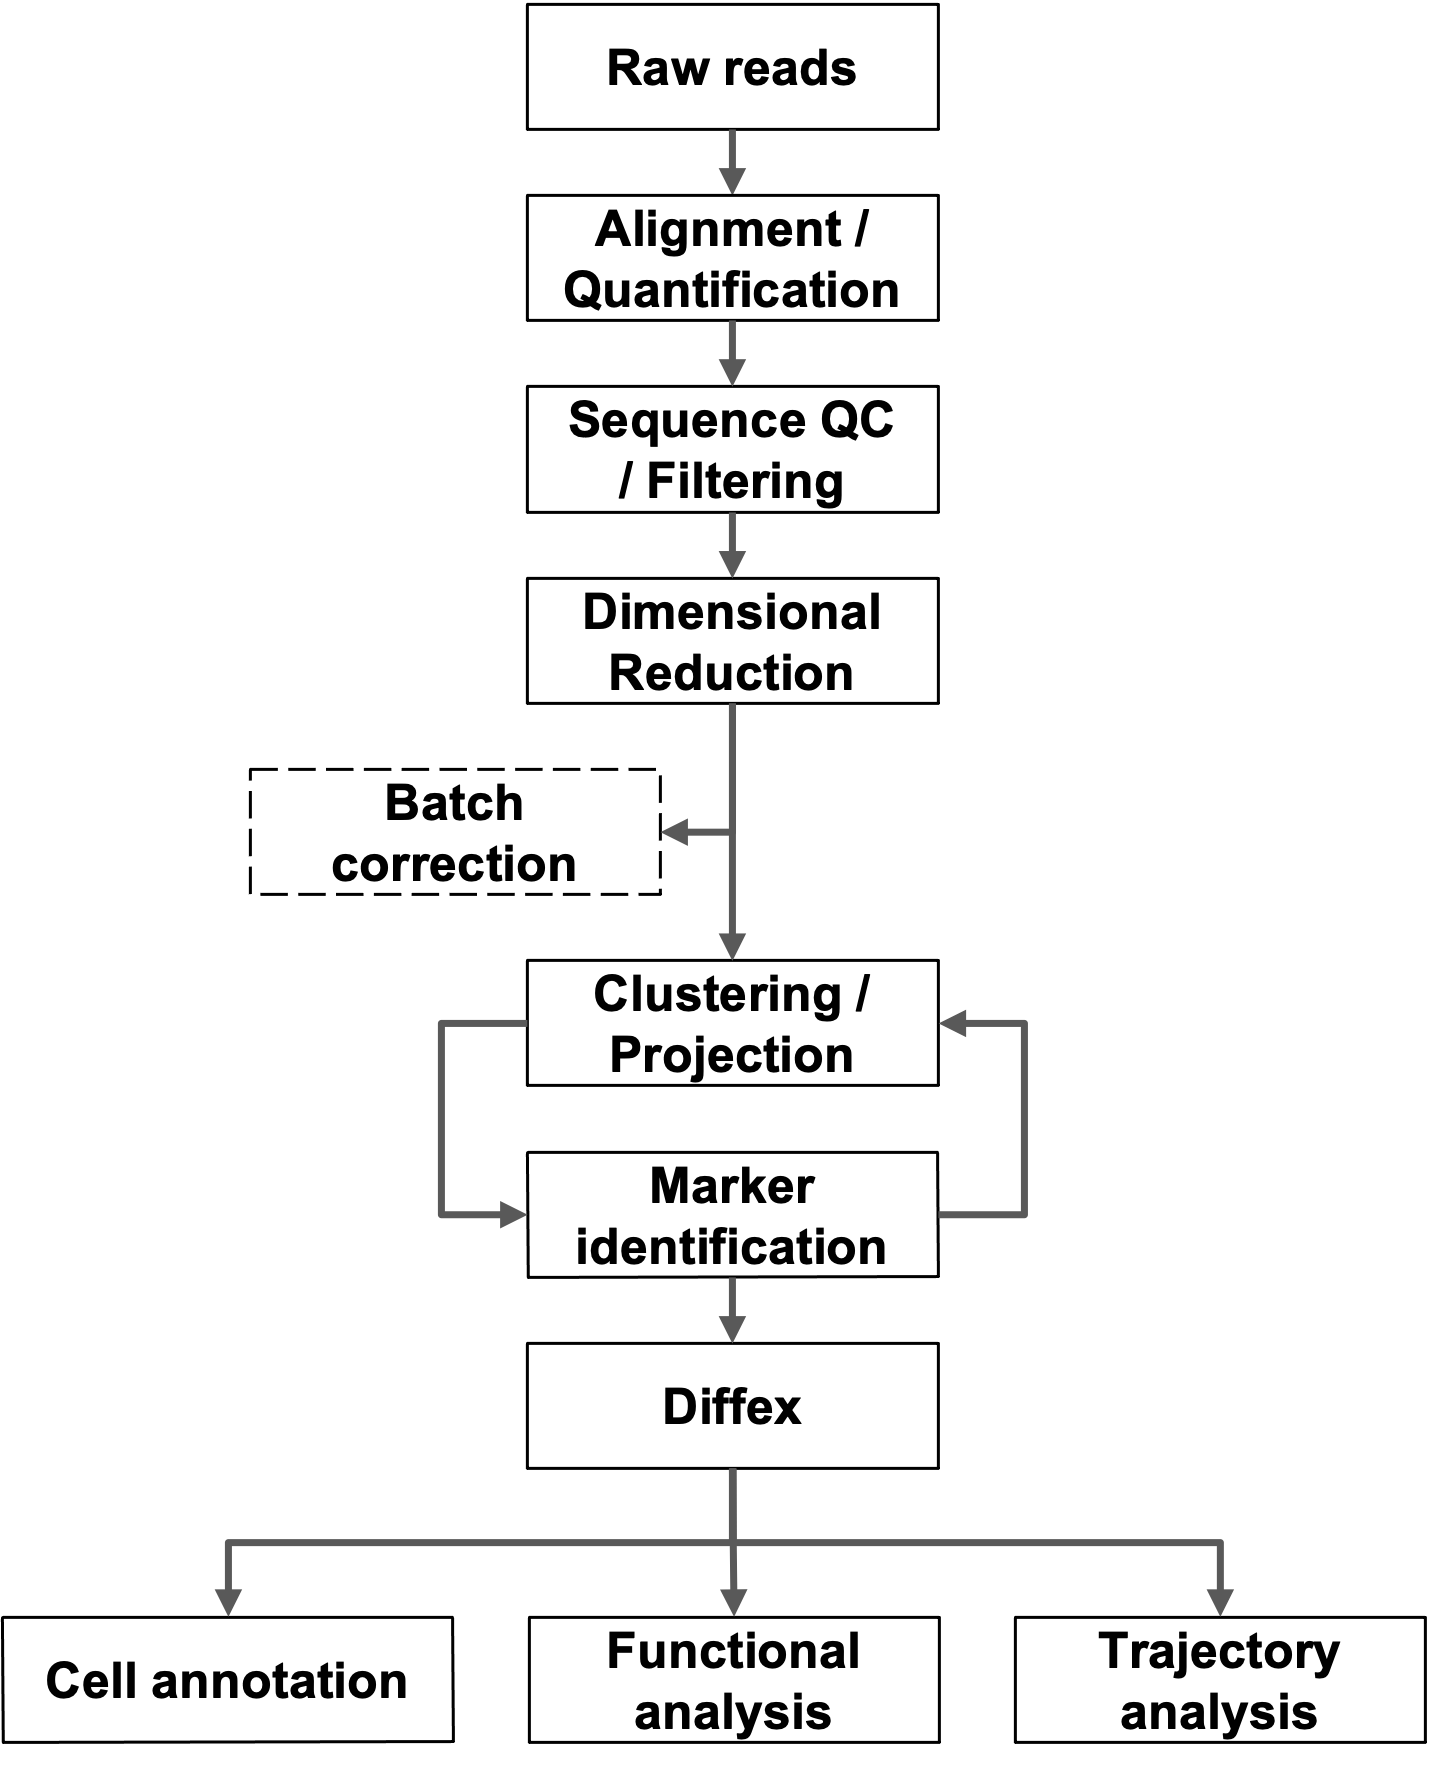 Raw reads
Alignment /
Quantification
Sequence QC
/ Filtering
Dimensional
Reduction
Batch
correction
Clustering /
Projection
Marker
identification
Diffex
Cell annotation
Functional
analysis
Trajectory
analysis